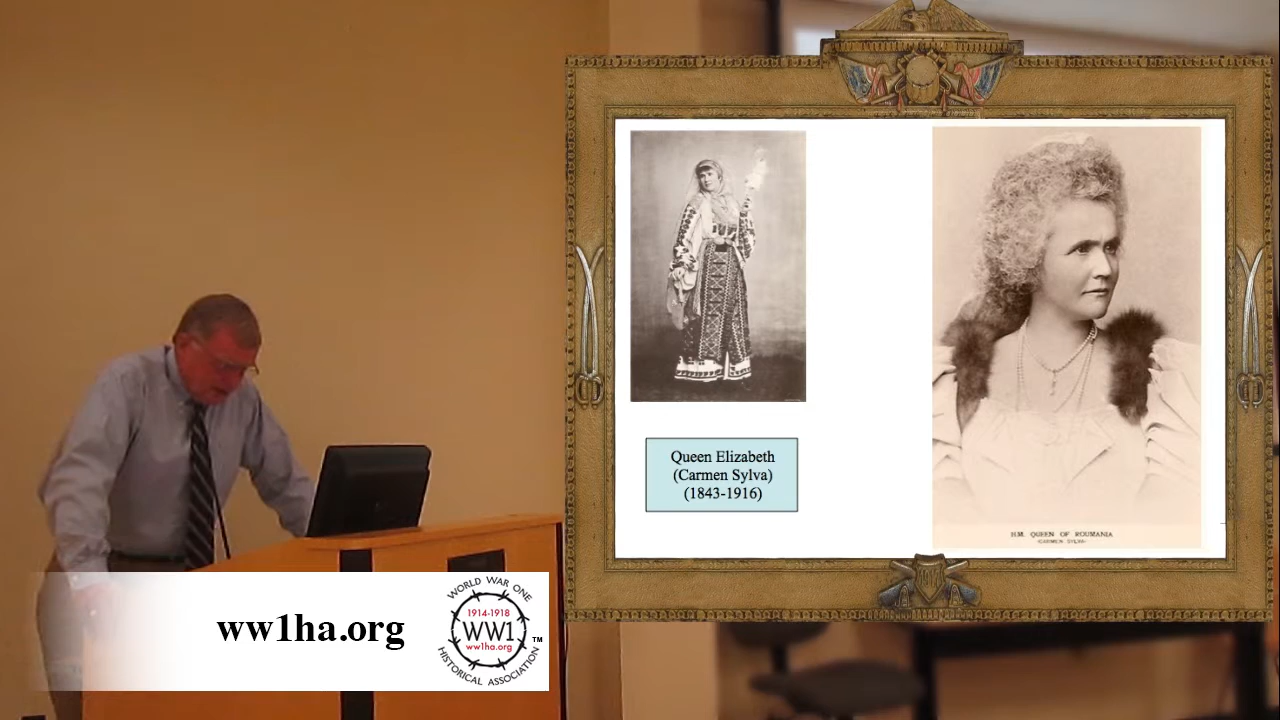 Queen Elizabeth
(Carmen Sylva)
(1843-1916)
H.M. QUEEN OF ROUMANIA
(CARMEN SYLVA)
ww1ha.org
WORLD WAR ONE
1914-1918
WW1
ww1ha.org
HISTORICAL ASSOCIATION
TM